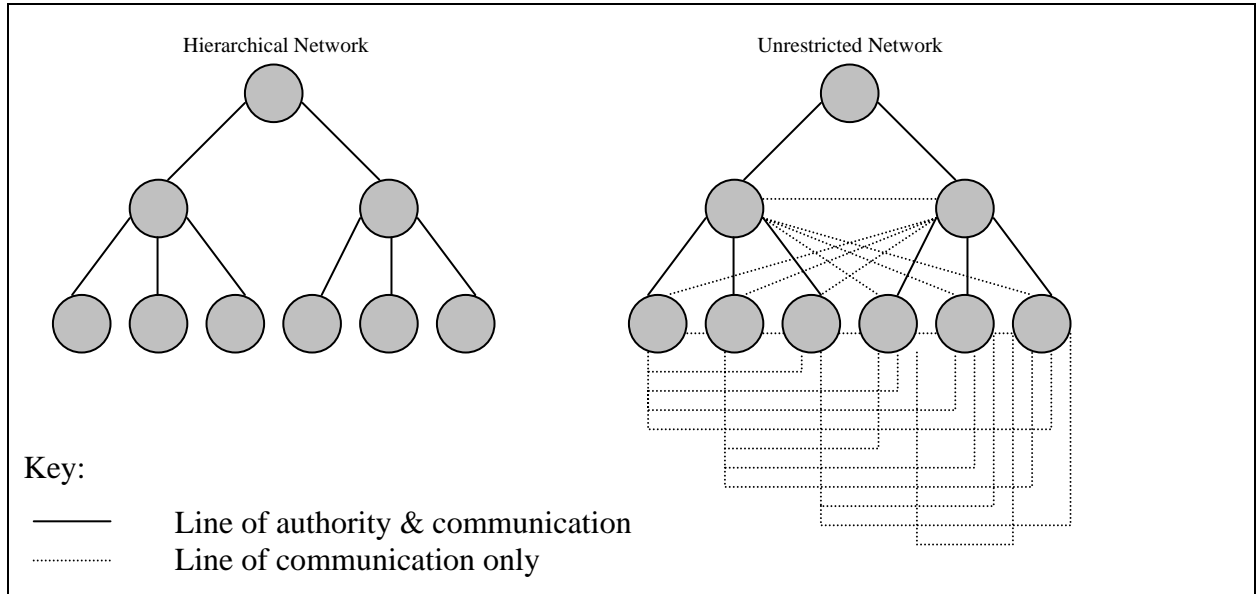 Hierarchical Network
Unrestricted Network
Key:
Line of authority & communication
Line of communication only